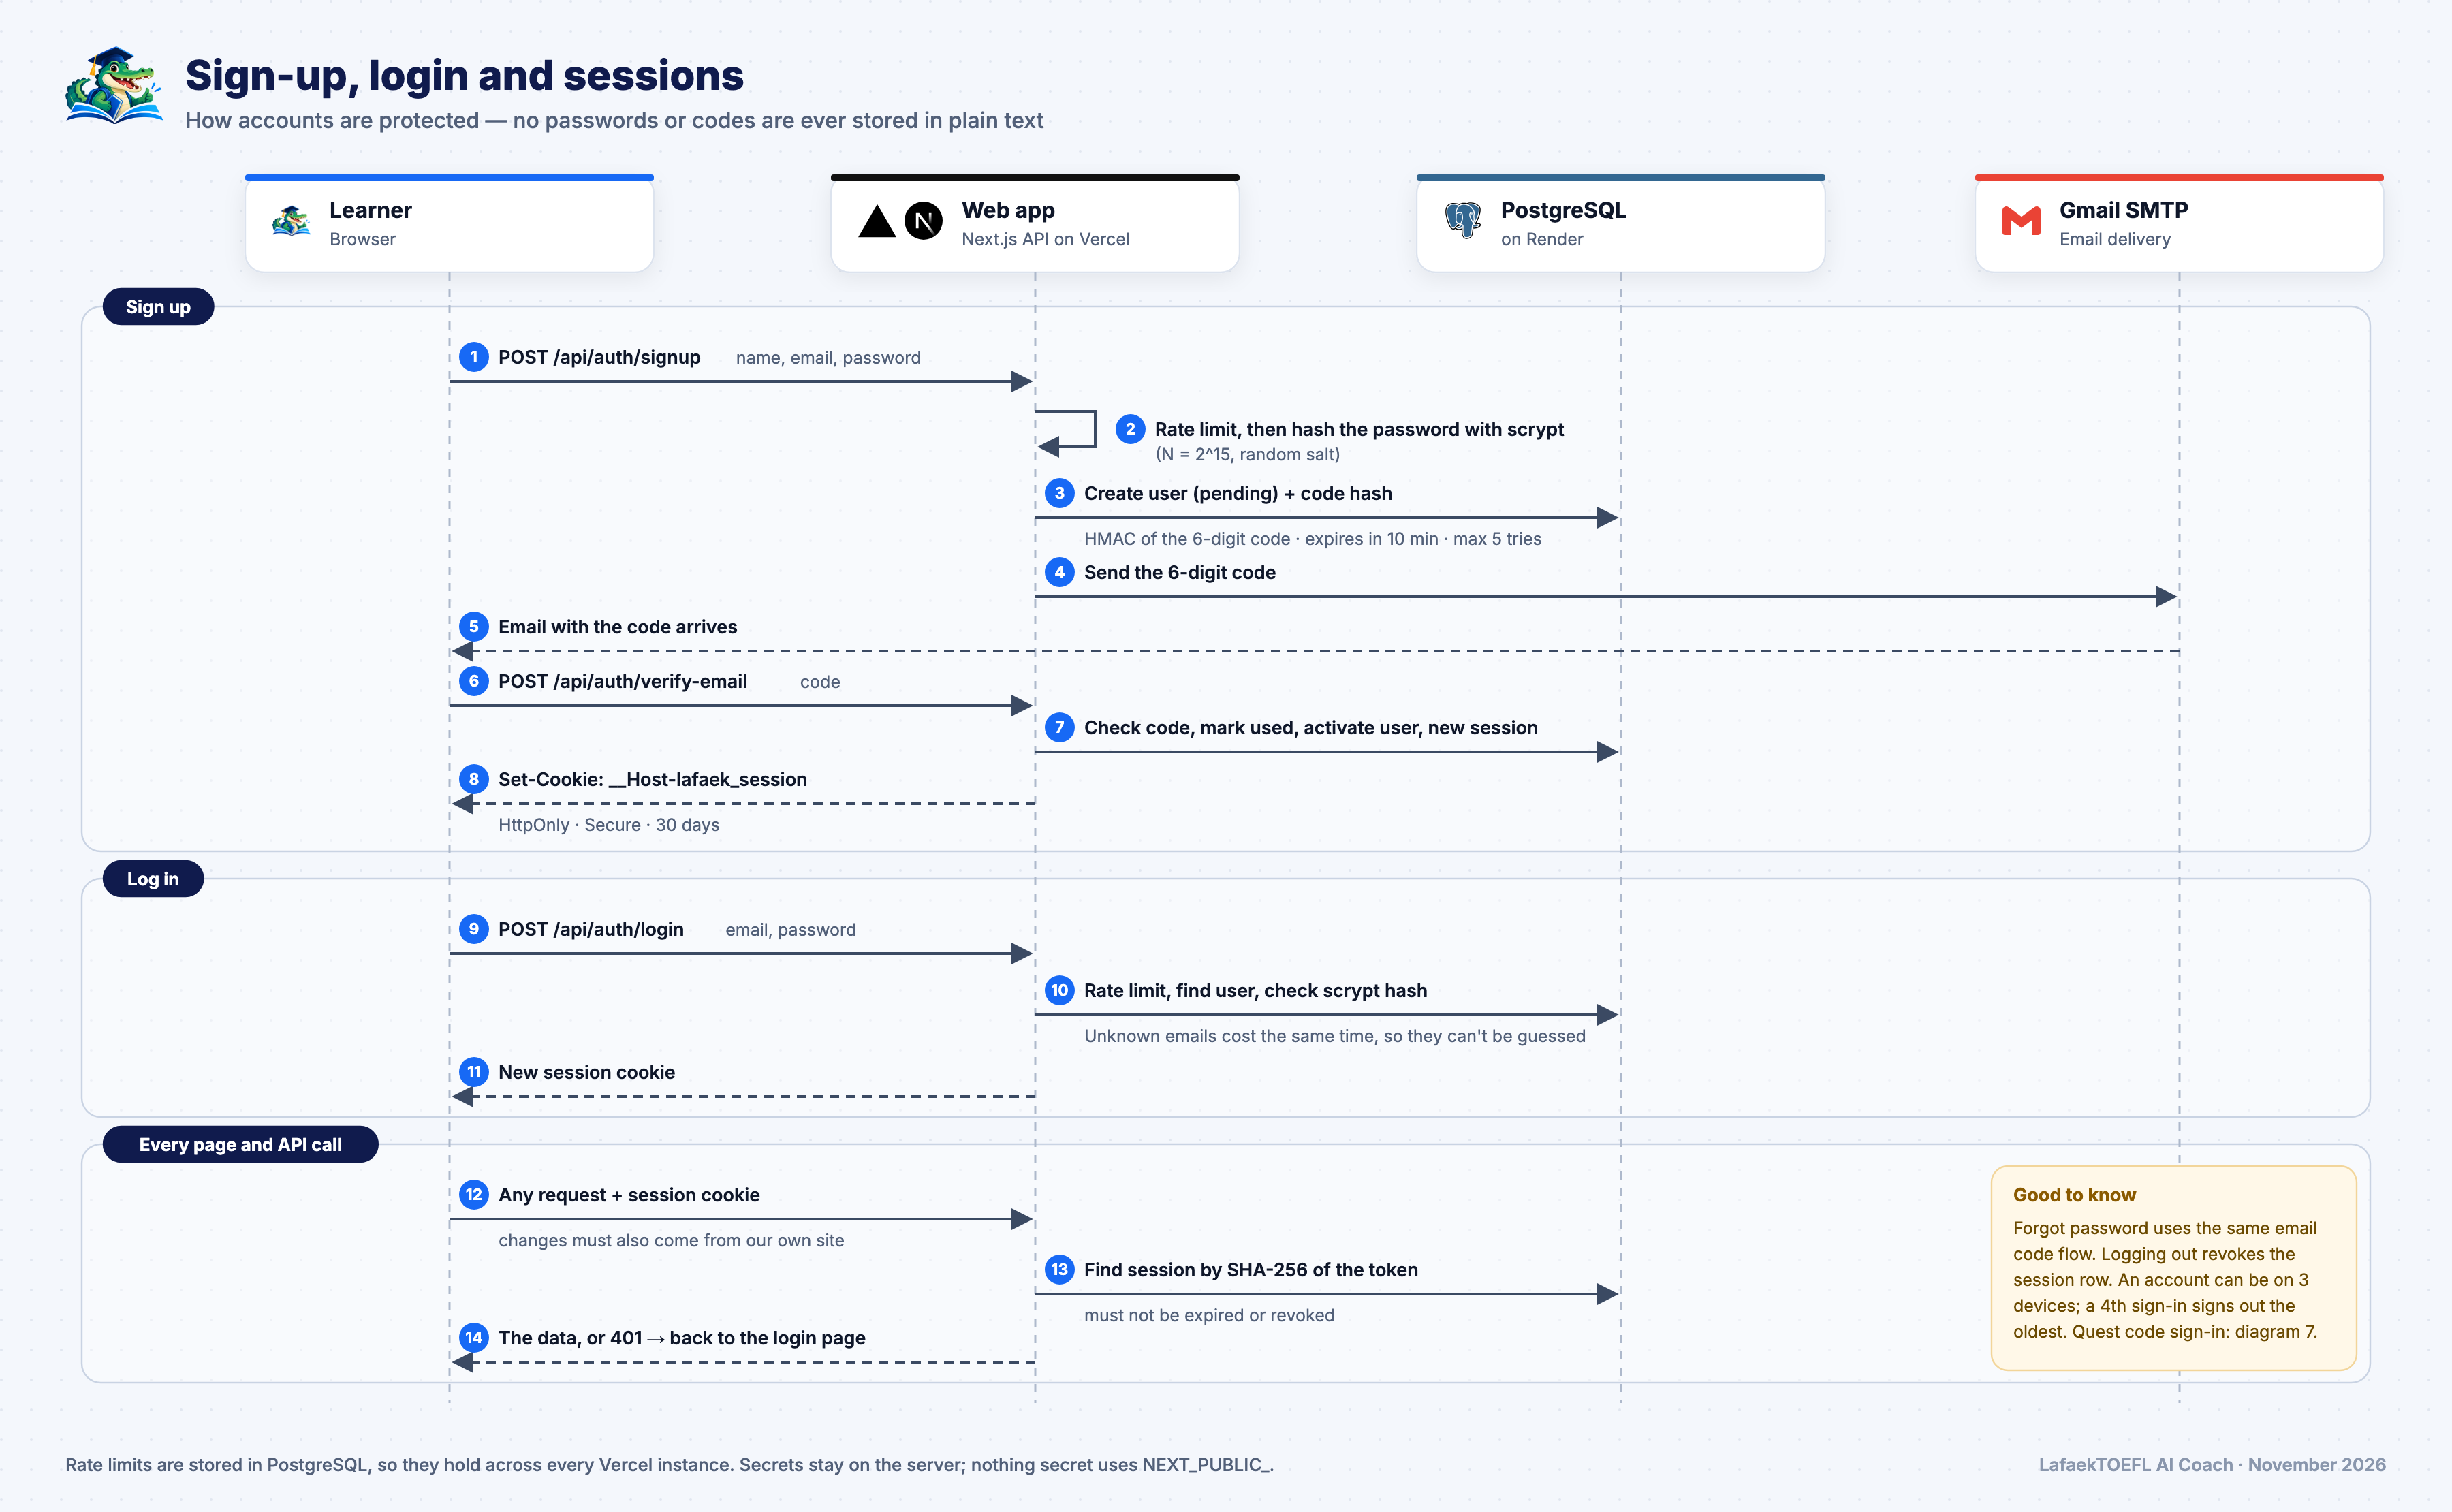 Sign-up, login and sessions
How accounts are protected — no passwords or codes are ever stored in plain text
Learner
Browser
Web app
Next.js API on Vercel
PostgreSQL
on Render
Gmail SMTP
Email delivery
Sign up
1 POST /api/auth/signup name, email, password
2 Rate limit, then hash the password with scrypt
(N = 2^15, random salt)
3 Create user (pending) + code hash
HMAC of the 6-digit code · expires in 10 min · max 5 tries
4 Send the 6-digit code
5 Email with the code arrives
6 POST /api/auth/verify-email code
7 Check code, mark used, activate user, new session
8 Set-Cookie: __Host-lafaek_session
HttpOnly · Secure · 30 days
Log in
9 POST /api/auth/login email, password
10 Rate limit, find user, check scrypt hash
Unknown emails cost the same time, so they can't be guessed
11 New session cookie
Every page and API call
12 Any request + session cookie
changes must also come from our own site
13 Find session by SHA-256 of the token
must not be expired or revoked
14 The data, or 401 → back to the login page
Good to know
Forgot password uses the same email
code flow. Logging out revokes the
session row. An account can be on 3
devices; a 4th sign-in signs out the
oldest. Quest code sign-in: diagram 7.
Rate limits are stored in PostgreSQL, so they hold across every Vercel instance. Secrets stay on the server; nothing secret uses NEXT_PUBLIC_.
LafaekTOEFL AI Coach · November 2026